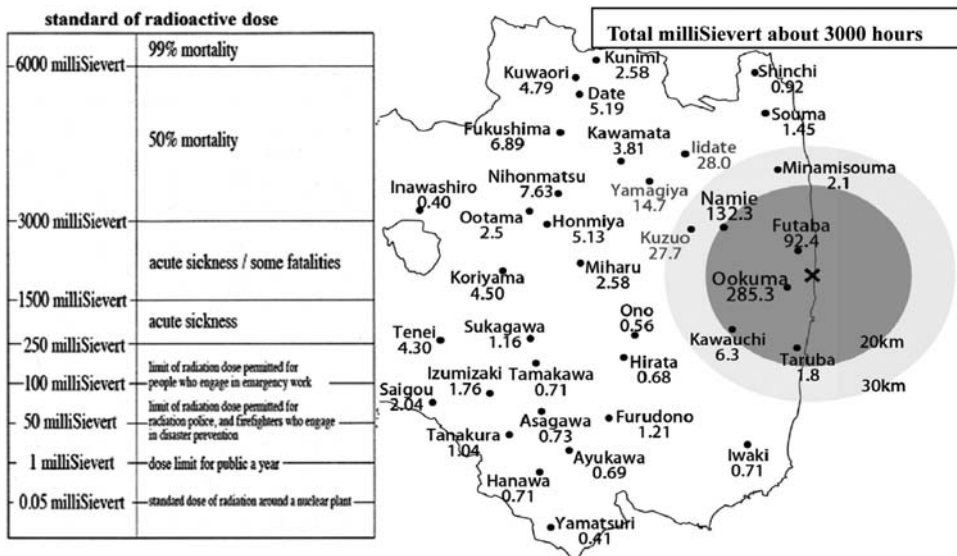 standard of radioactive dose
99% mortality
6000 milliSievert
50% mortality
3000 milliSievert
acute sickness / some fatalities
1500 milliSievert
acute sickness
250 milliSievert
limit of radiation dose permitted for
people who engage in emergency work
100 milliSievert
limit of radiation dose permitted for
radiation police, and firefighters who engage
in disaster prevention
50 milliSievert
1 milliSievert
dose limit for public a year
0.05 milliSievert
standard dose of radiation around a nuclear plant
Total milliSievert about 3000 hours
Kunimi
2.58
Kuwaori
4.79
Date
5.19
Shinchi
0.92
Souma
1.45
Fukushima
6.89
Kawamata
3.81
Iidate
28.0
Minamisouma
2.1
Nihonmatsu
7.63
Yamagiya
14.7
Inawashiro
0.40
Namie
132.3
Ootama
2.5
Honmiya
5.13
Futaba
92.4
Kuzuo
27.7
Koriyama
4.50
Miharu
2.58
Ookuma
285.3
Ono
0.56
Tenei
4.30
Sukagawa
1.16
Kawauchi
6.3
20km
Hirata
0.68
Taruba
1.8
30km
Izumizaki
1.76
Tamakawa
0.71
Saigou
2.04
Asagawa
0.73
Furudono
1.21
Tanakura
1.04
Ayukawa
0.69
Iwaki
0.71
Hanawa
0.71
Yamatsuri
0.41